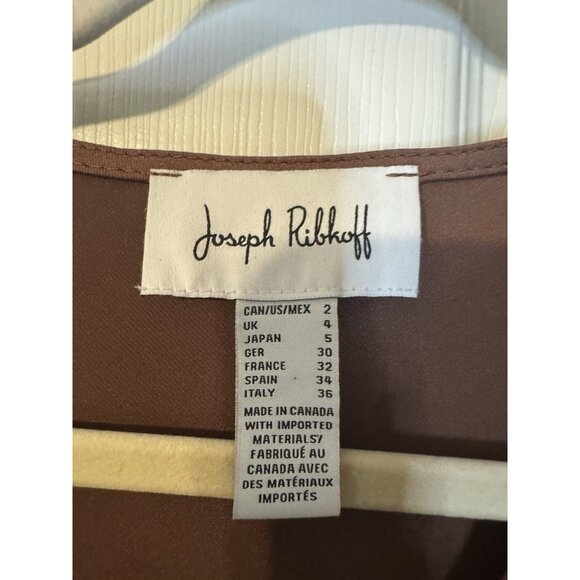 Joseph Ribkoff
CAN/US/MEX 2
UK 4
JAPAN 5
GER 30
FRANCE 32
SPAIN 34
ITALY 36
MADE IN CANADA
WITH IMPORTED
MATERIALS/
FABRIQUÉ AU
CANADA AVEC
DES MATÉRIAUX
IMPORTÉS